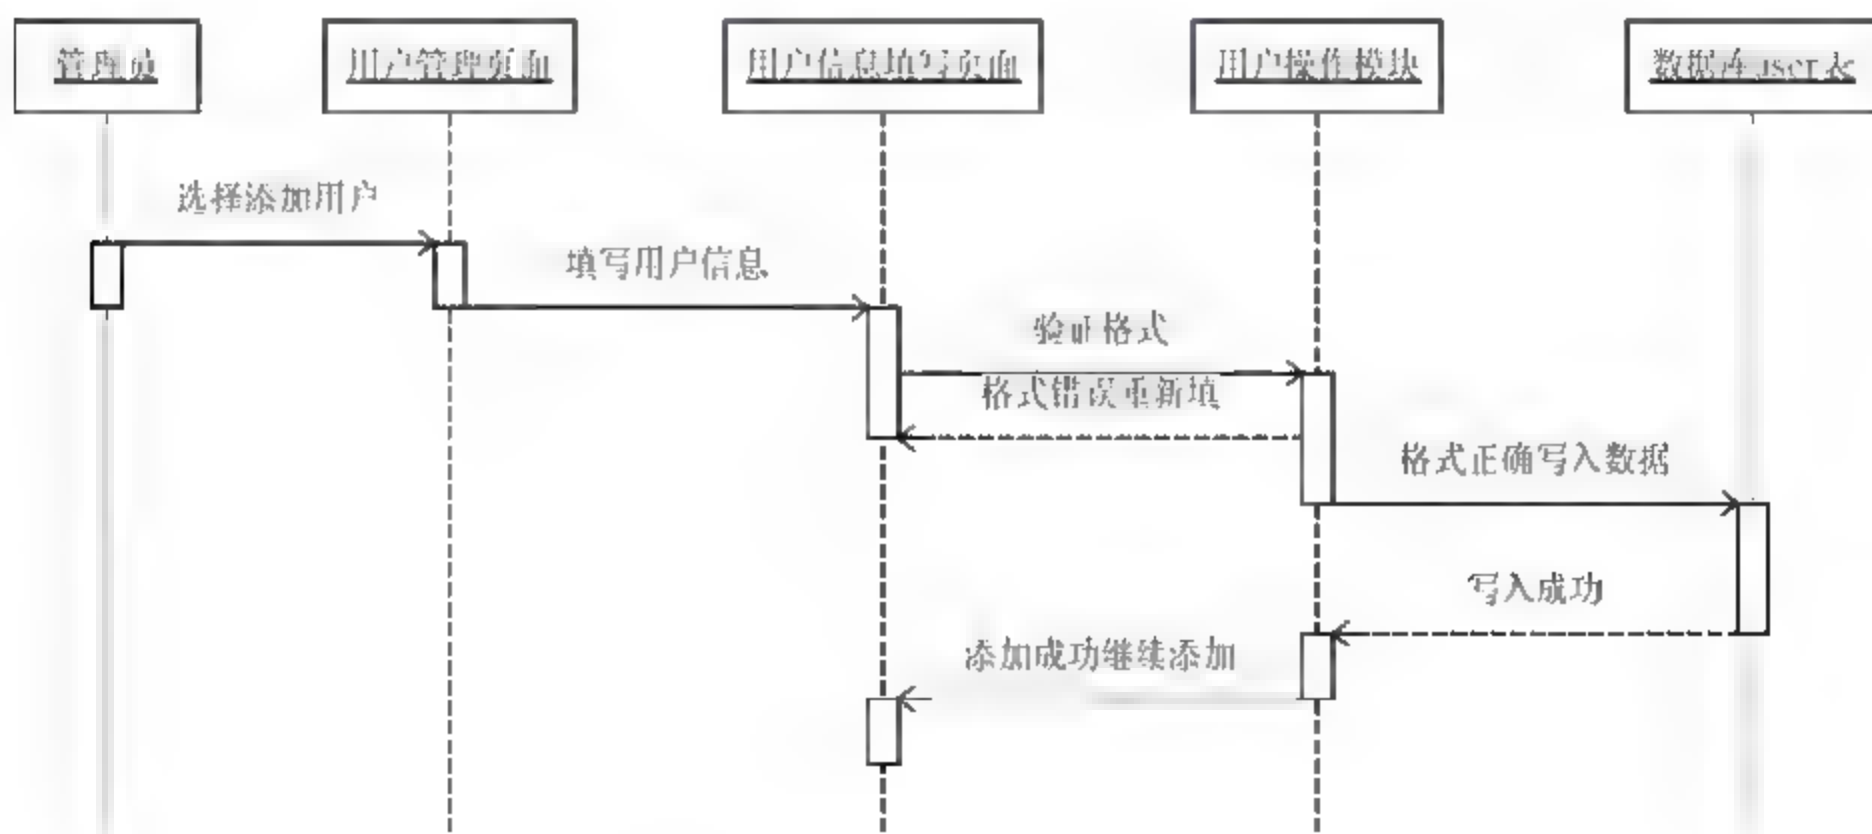 管理员
用户管理页面
用户信息填写页面
用户操作模块
数据库user表
选择添加用户
填写用户信息
验证格式
格式错误重新填
格式正确写入数据
写入成功
添加成功继续添加